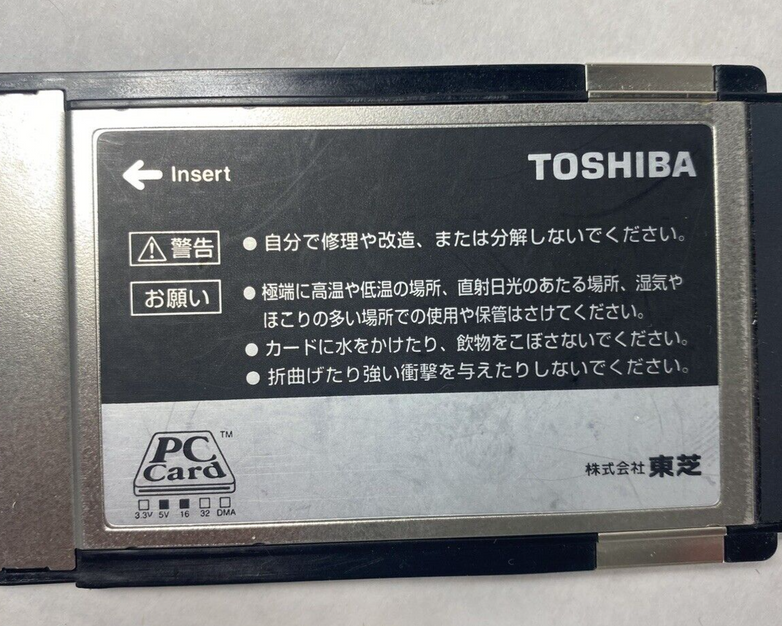 ← Insert
TOSHIBA
⚠警告
● 自分で修理や改造、または分解しないでください。
お願い
● 極端に高温や低温の場所、直射日光のあたる場所、湿気や
ほこりの多い場所での使用や保管はさけてください。
● カードに水をかけたり、飲物をこぼさないでください。
● 折曲げたり強い衝撃を与えたりしないでください。
PC
Card
TM
□ ■ ■ □ □
3.3V 5V 16 32 DMA
株式会社 東芝